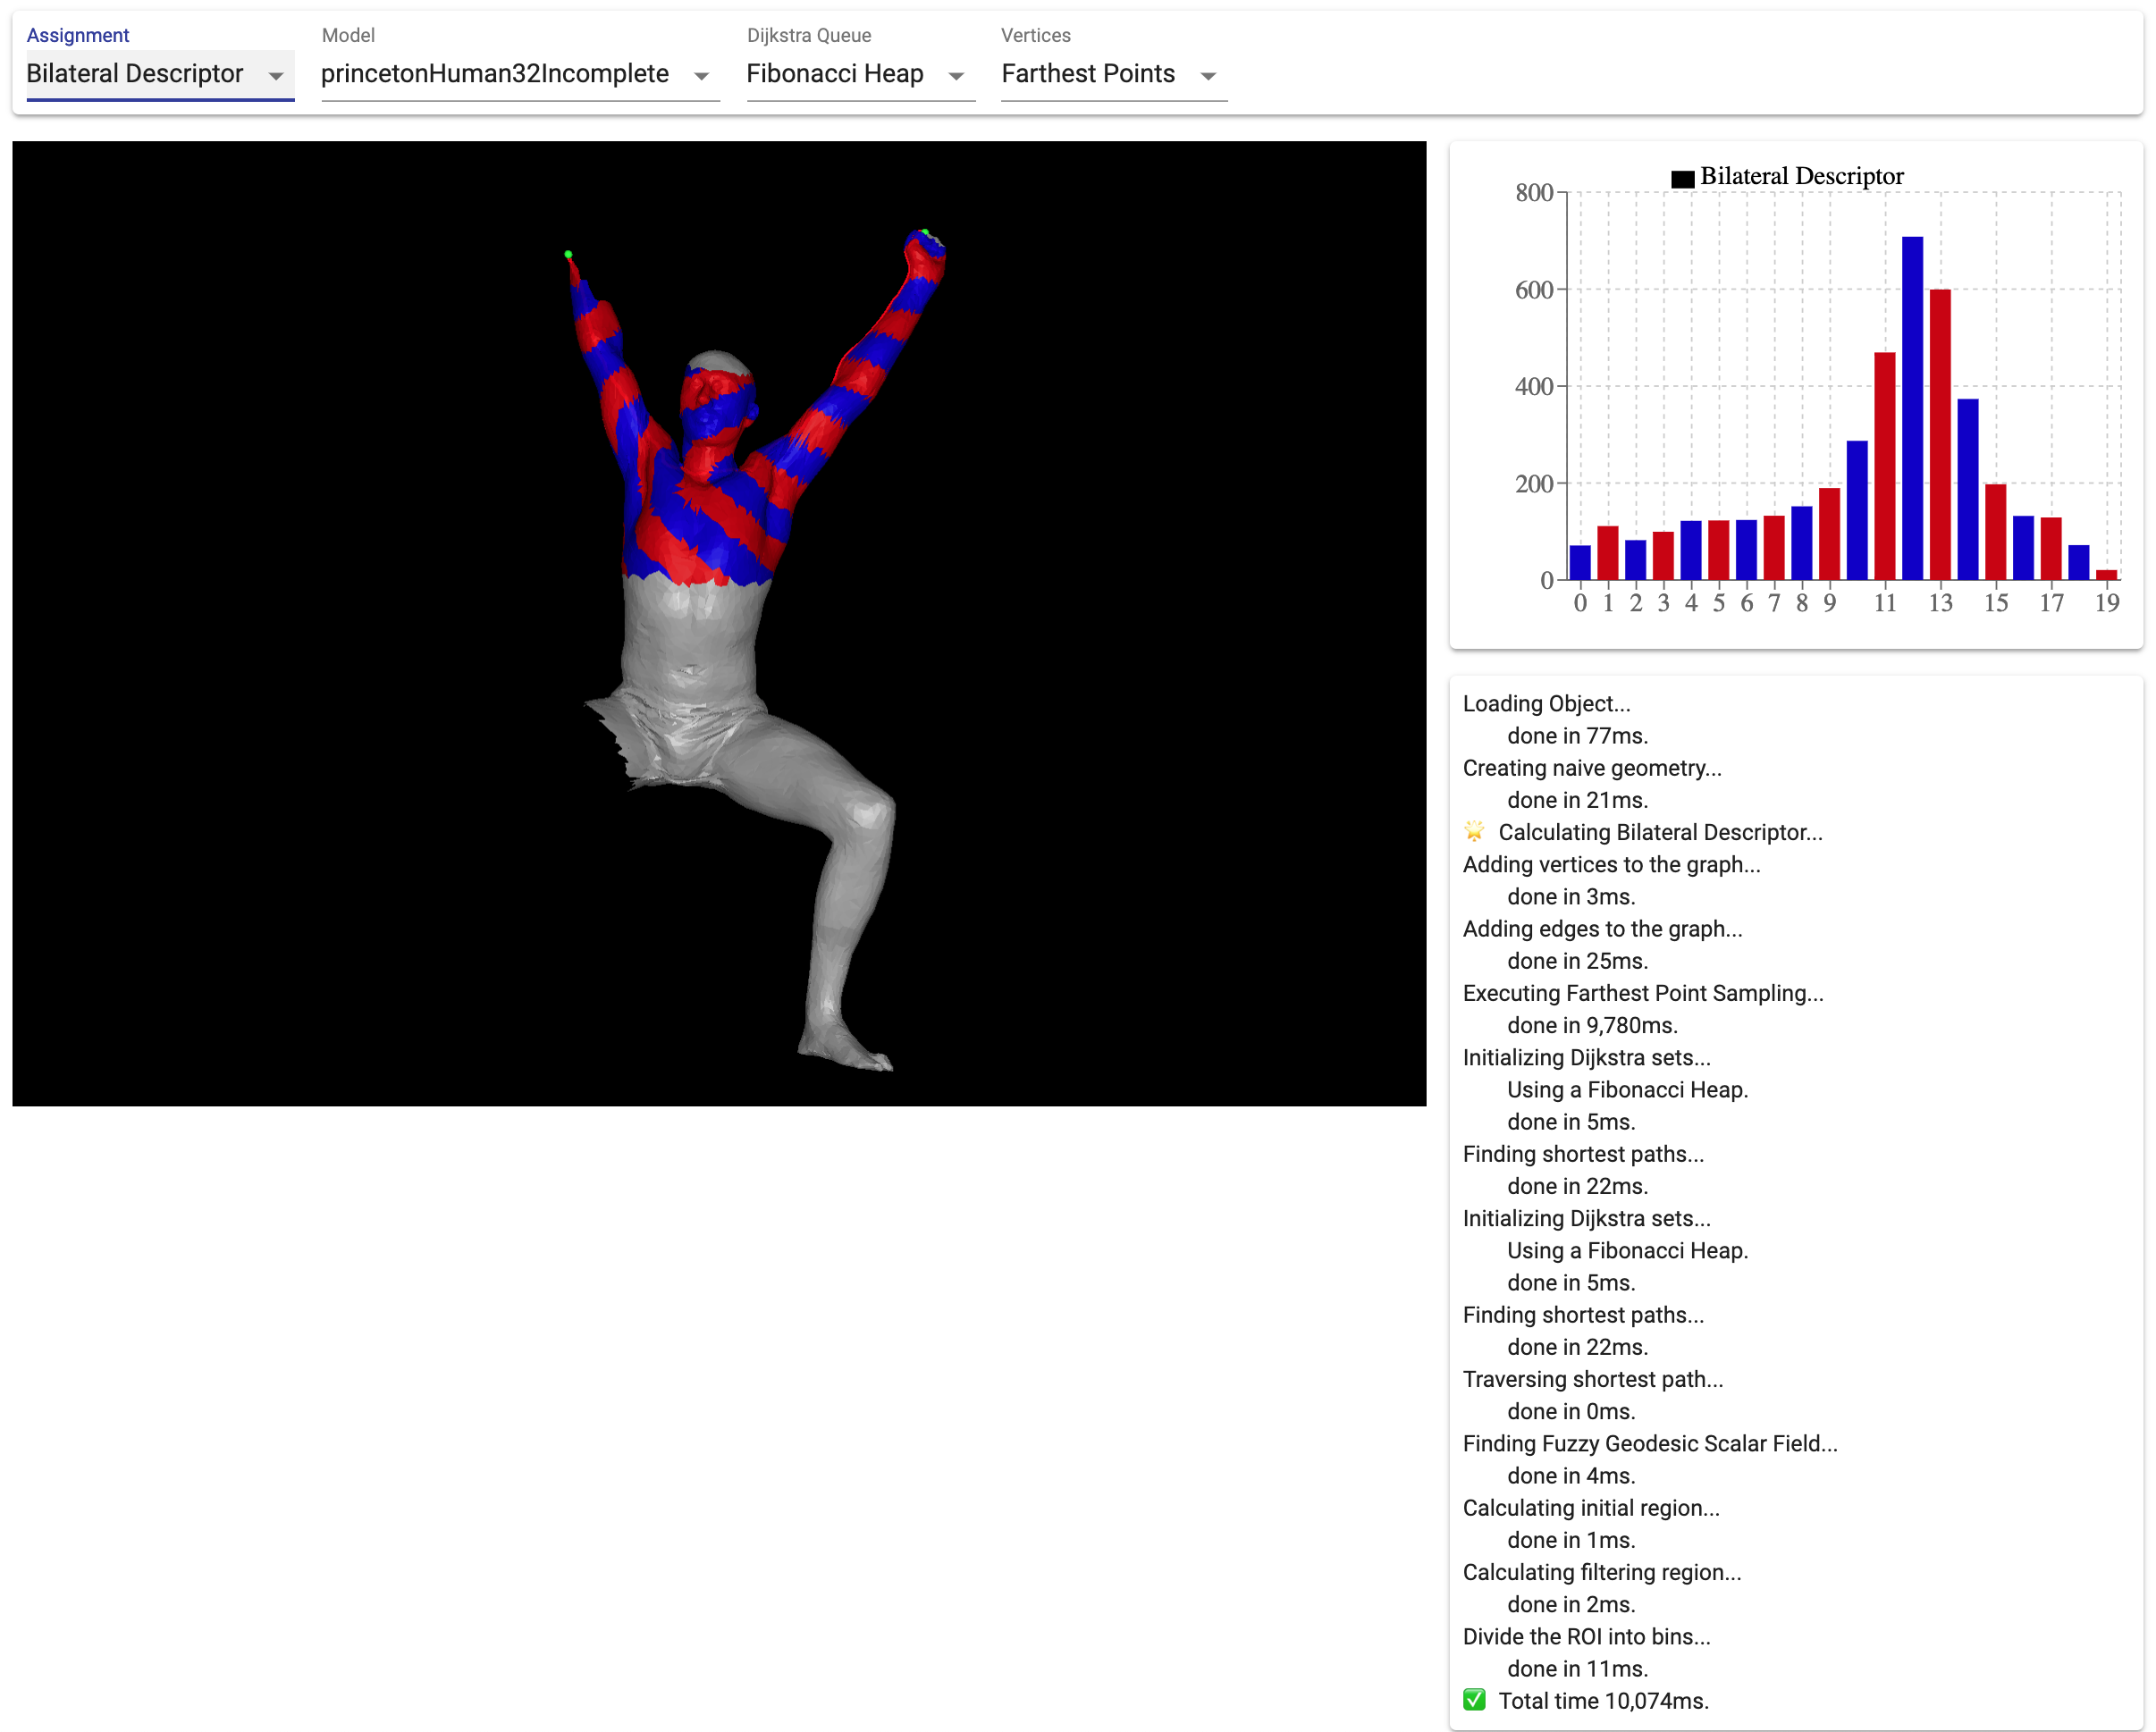 Assignment
Bilateral Descriptor
Model
princetonHuman32Incomplete
Dijkstra Queue
Fibonacci Heap
Vertices
Farthest Points
Bilateral Descriptor
800
600
400
200
0
0 1 2 3 4 5 6 7 8 9 11 13 15 17 19
Loading Object...
done in 77ms.
Creating naive geometry...
done in 21ms.
🌟 Calculating Bilateral Descriptor...
Adding vertices to the graph...
done in 3ms.
Adding edges to the graph...
done in 25ms.
Executing Farthest Point Sampling...
done in 9,780ms.
Initializing Dijkstra sets...
Using a Fibonacci Heap.
done in 5ms.
Finding shortest paths...
done in 22ms.
Initializing Dijkstra sets...
Using a Fibonacci Heap.
done in 5ms.
Finding shortest paths...
done in 22ms.
Traversing shortest path...
done in 0ms.
Finding Fuzzy Geodesic Scalar Field...
done in 4ms.
Calculating initial region...
done in 1ms.
Calculating filtering region...
done in 2ms.
Divide the ROI into bins...
done in 11ms.
✅ Total time 10,074ms.